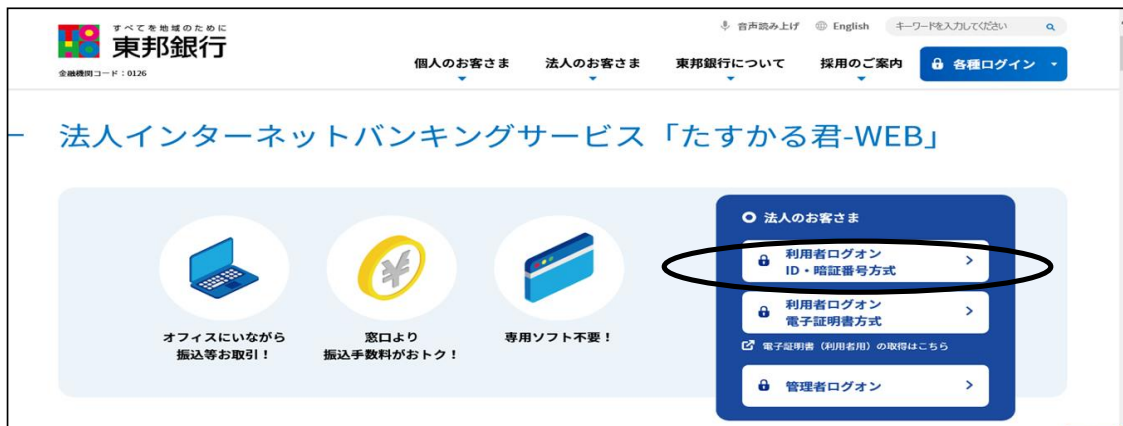 TOHO
すべてを地域のために
東邦銀行
金融機関コード：0126
音声読み上げ
English
キーワードを入力してください
個人のお客さま
法人のお客さま
東邦銀行について
採用のご案内
各種ログイン
法人インターネットバンキングサービス「たすかる君-WEB」
オフィスにいながら
振込等お取引！
窓口より
振込手数料がおトク！
専用ソフト不要！
法人のお客さま
利用者ログオン
ID・暗証番号方式
利用者ログオン
電子証明書方式
電子証明書（利用者用）の取得はこちら
管理者ログオン